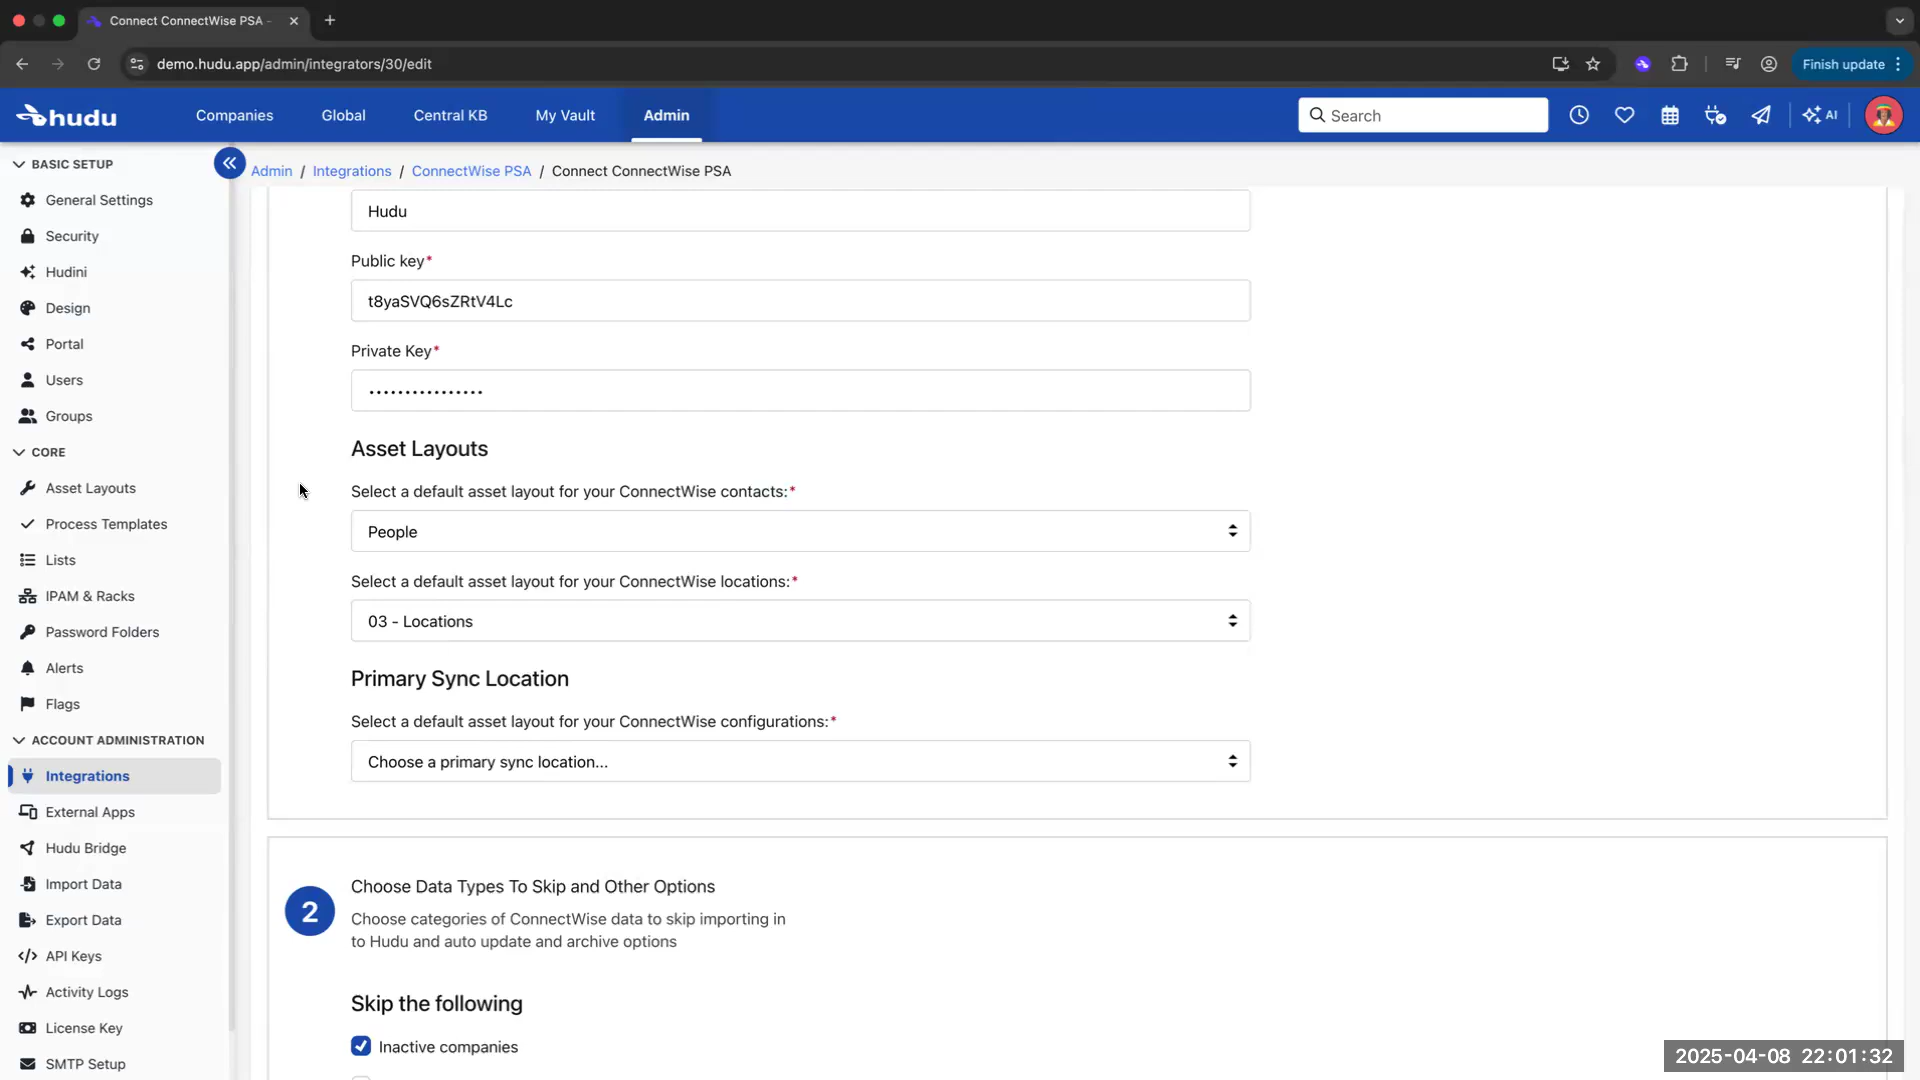 Connect ConnectWise PSA -
demo.hudu.app/admin/integrators/30/edit
Finish update
hudu
Companies
Global
Central KB
My Vault
Admin
Search
AI
BASIC SETUP
General Settings
Security
Hudini
Design
Portal
Users
Groups
CORE
Asset Layouts
Process Templates
Lists
IPAM & Racks
Password Folders
Alerts
Flags
ACCOUNT ADMINISTRATION
Integrations
External Apps
Hudu Bridge
Import Data
Export Data
API Keys
Activity Logs
License Key
SMTP Setup
Admin / Integrations / ConnectWise PSA / Connect ConnectWise PSA
Hudu
Public key*
t8yaSVQ6sZRtV4Lc
Private Key*
••••••••••••••••
Asset Layouts
Select a default asset layout for your ConnectWise contacts:*
People
Select a default asset layout for your ConnectWise locations:*
03 - Locations
Primary Sync Location
Select a default asset layout for your ConnectWise configurations:*
Choose a primary sync location...
2
Choose Data Types To Skip and Other Options
Choose categories of ConnectWise data to skip importing in
to Hudu and auto update and archive options
Skip the following
Inactive companies
2025-04-08 22:01:32